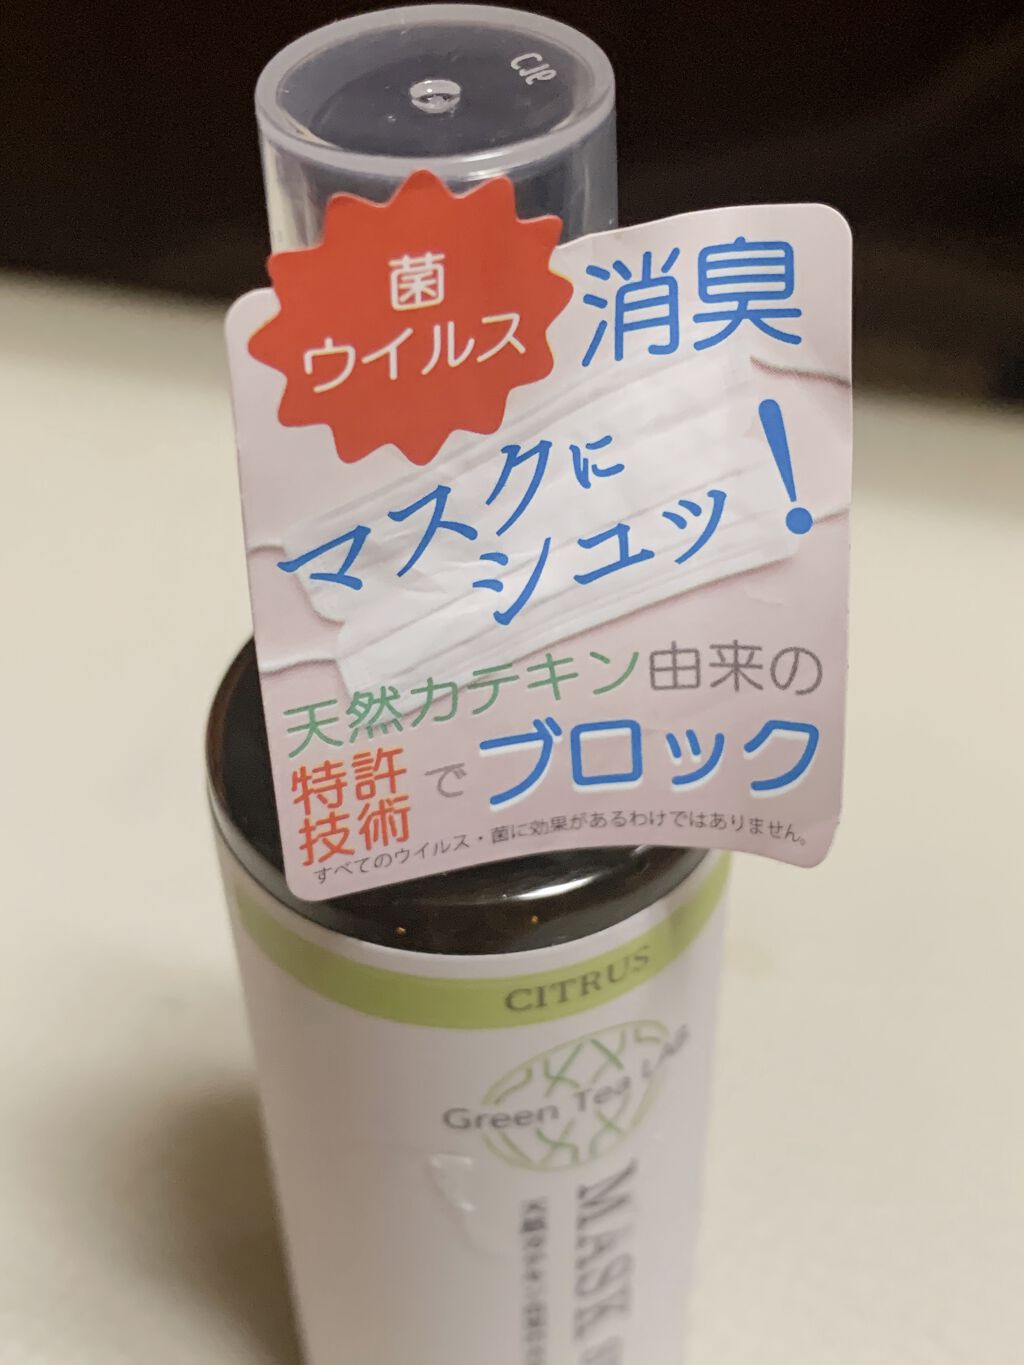 菌
ウイルス
消臭
マスクに
シュッ!
天然カテキン由来の
特許
技術
で
ブロック
すべてのウイルス・菌に効果があるわけではありません。
CITRUS
Green Tea LAB
MASK